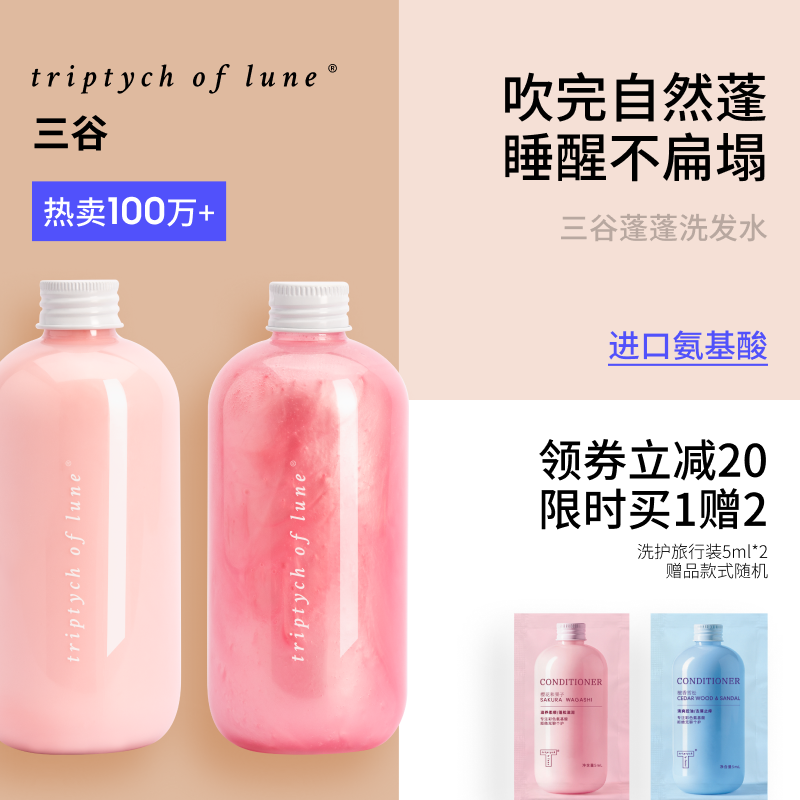 triptych of lune®
三谷
热卖100万+
吹完自然蓬
睡醒不扁塌
三谷蓬蓬洗发水
进口氨基酸
triptych of lune®
triptych of lune®
领券立减20
限时买1赠2
洗护旅行装5ml*2
赠品款式随机
CONDITIONER
SAKURA WAGASHI
CONDITIONER
CEDAR WOOD & SANDAL